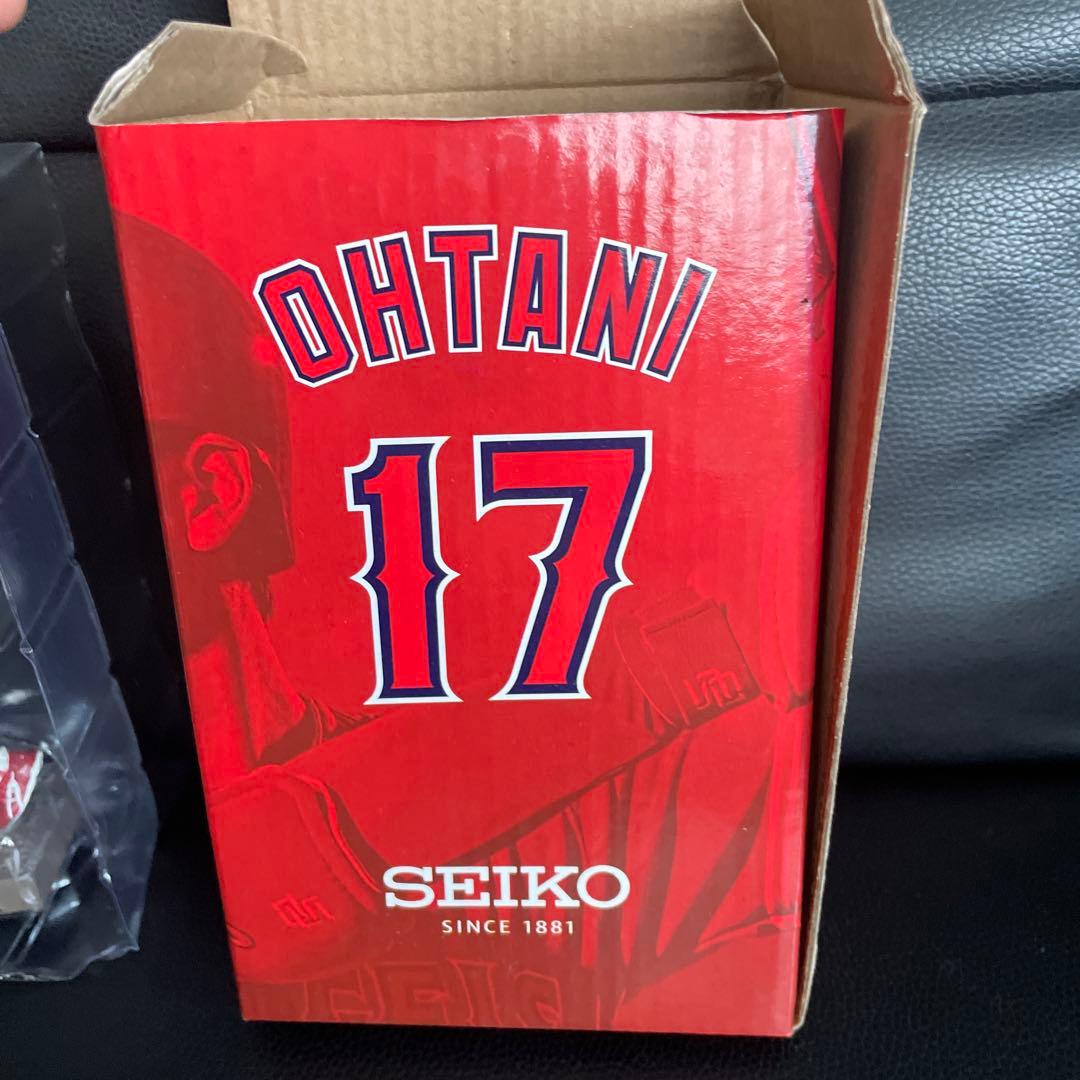 OHTANI
17
SEIKO
SINCE 1881